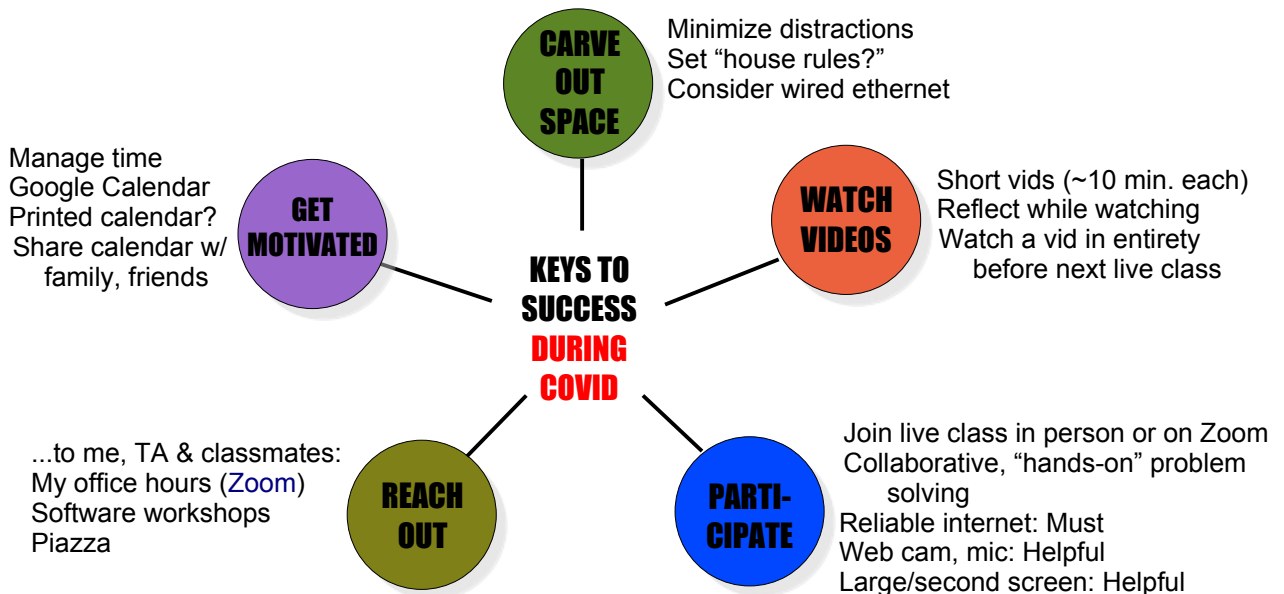 CARVE
OUT
SPACE
Minimize distractions
Set “house rules?”
Consider wired ethernet
Manage time
Google Calendar
Printed calendar?
Share calendar w/
family, friends
GET
MOTIVATED
WATCH
VIDEOS
Short vids (~10 min. each)
Reflect while watching
Watch a vid in entirety
before next live class
KEYS TO
SUCCESS
DURING
COVID
...to me, TA & classmates:
My office hours (Zoom)
Software workshops
Piazza
REACH
OUT
PARTI-
CIPATE
Join live class in person or on Zoom
Collaborative, “hands-on” problem
solving
Reliable internet: Must
Web cam, mic: Helpful
Large/second screen: Helpful